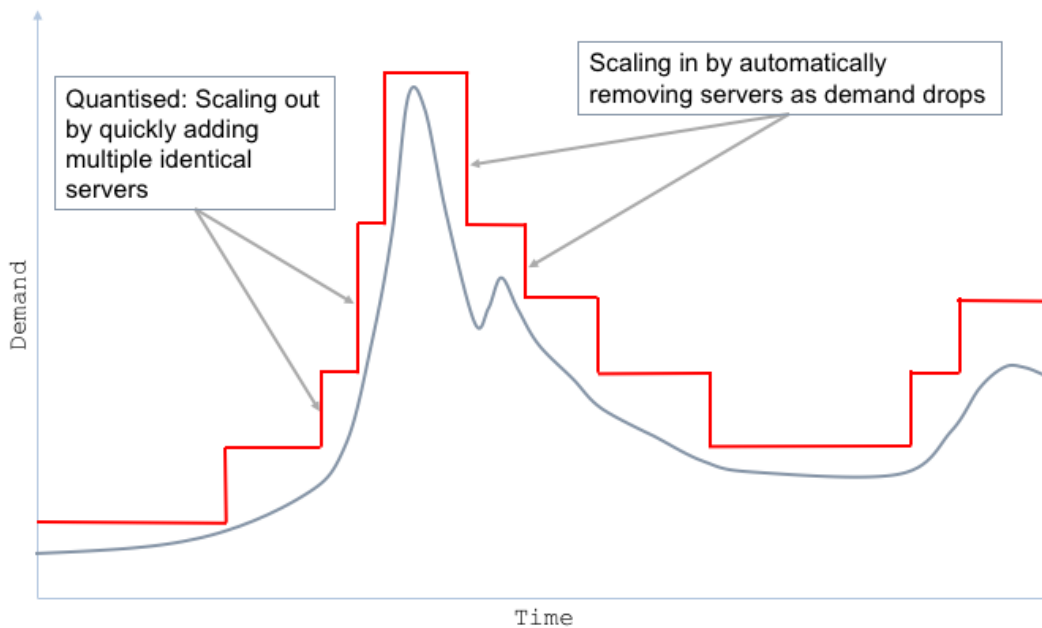 Quantised: Scaling out
by quickly adding
multiple identical
servers
Scaling in by automatically
removing servers as demand drops
Demand
Time